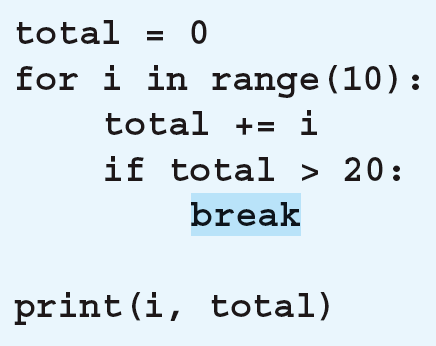 total = 0
for i in range(10):
    total += i
    if total > 20:
        break

print(i, total)